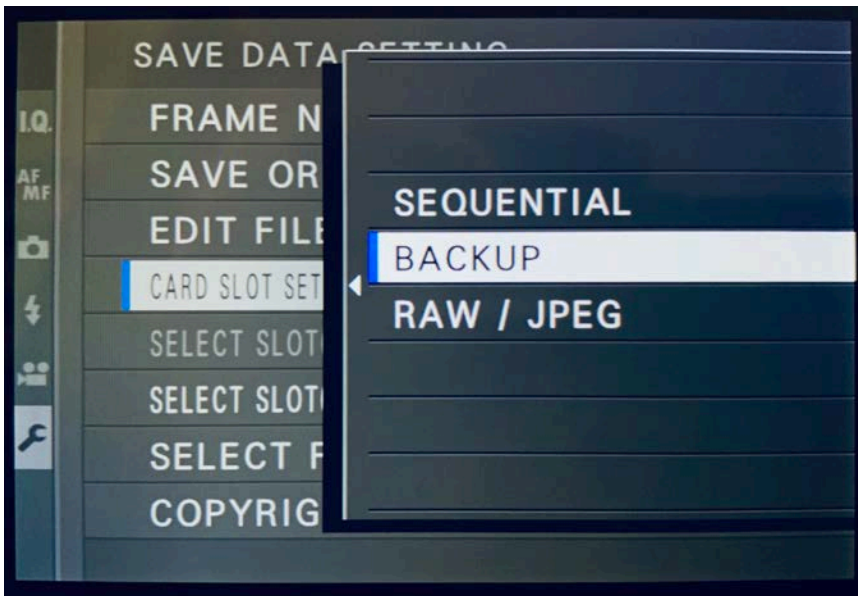 SAVE DATA SETTING
I.Q.
FRAME N
AF
MF
SAVE OR
EDIT FILE
CARD SLOT SET
SELECT SLOT
SELECT SLOT
SELECT F
COPYRIG
SEQUENTIAL
BACKUP
RAW / JPEG